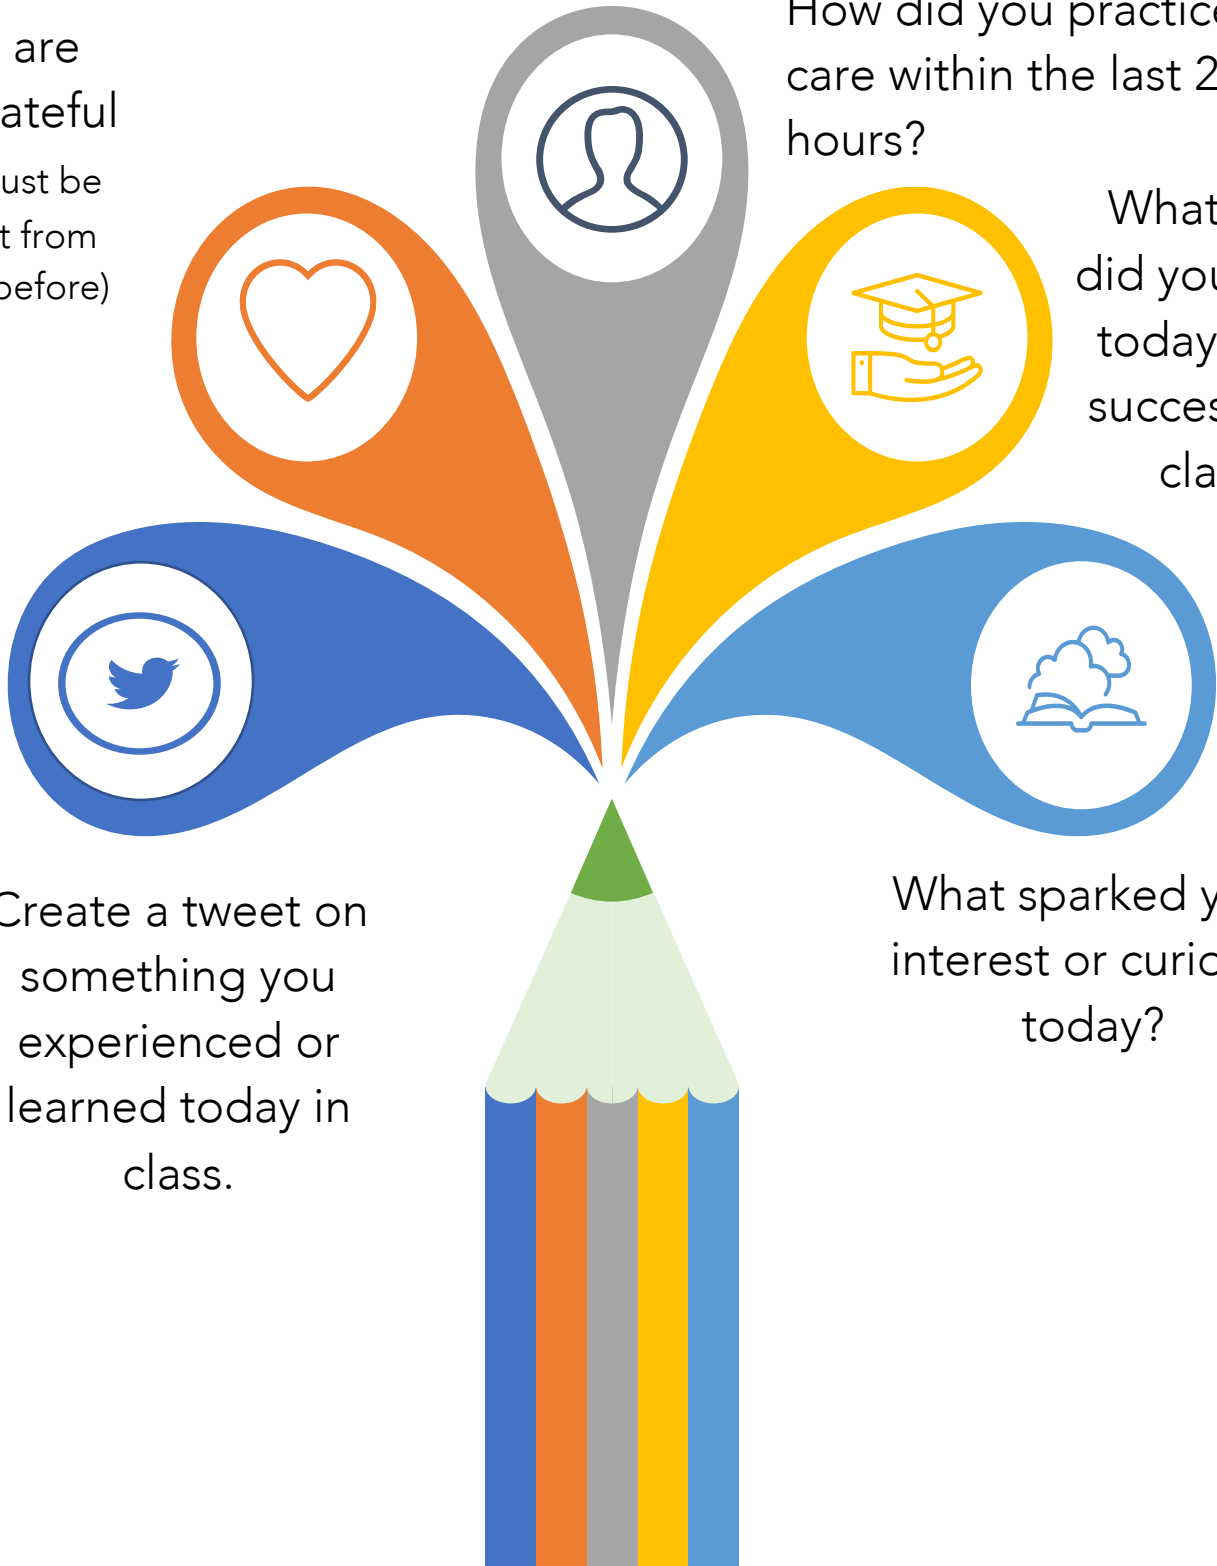 are
ateful
ust be
t from
before)
How did you practice
care within the last 2
hours?
What
did you
today
succes
cla
Create a tweet on
something you
experienced or
learned today in
class.
What sparked y
interest or curio
today?